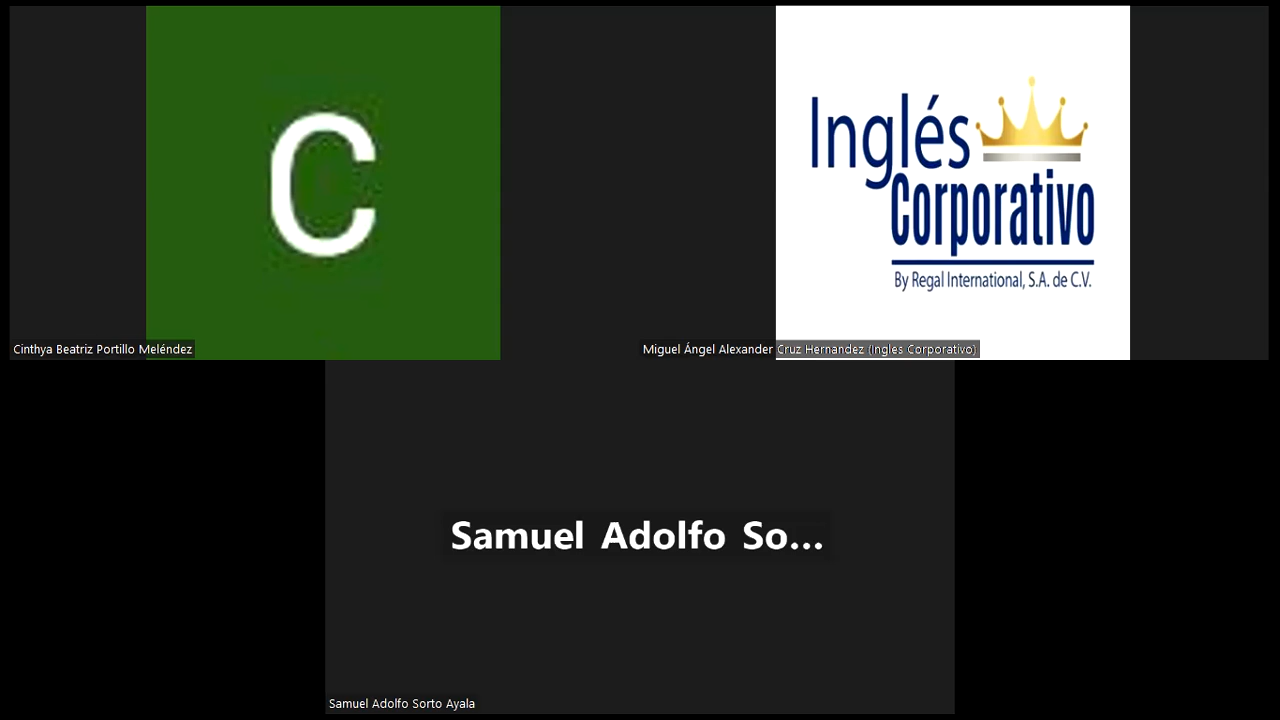 C
Cinthya Beatriz Portillo Meléndez
Inglés
Corporativo
By Regal International, S.A. de C.V.
Miguel Ángel Alexander Cruz Hernandez (Ingles Corporativo)
Samuel Adolfo So...
Samuel Adolfo Sorto Ayala